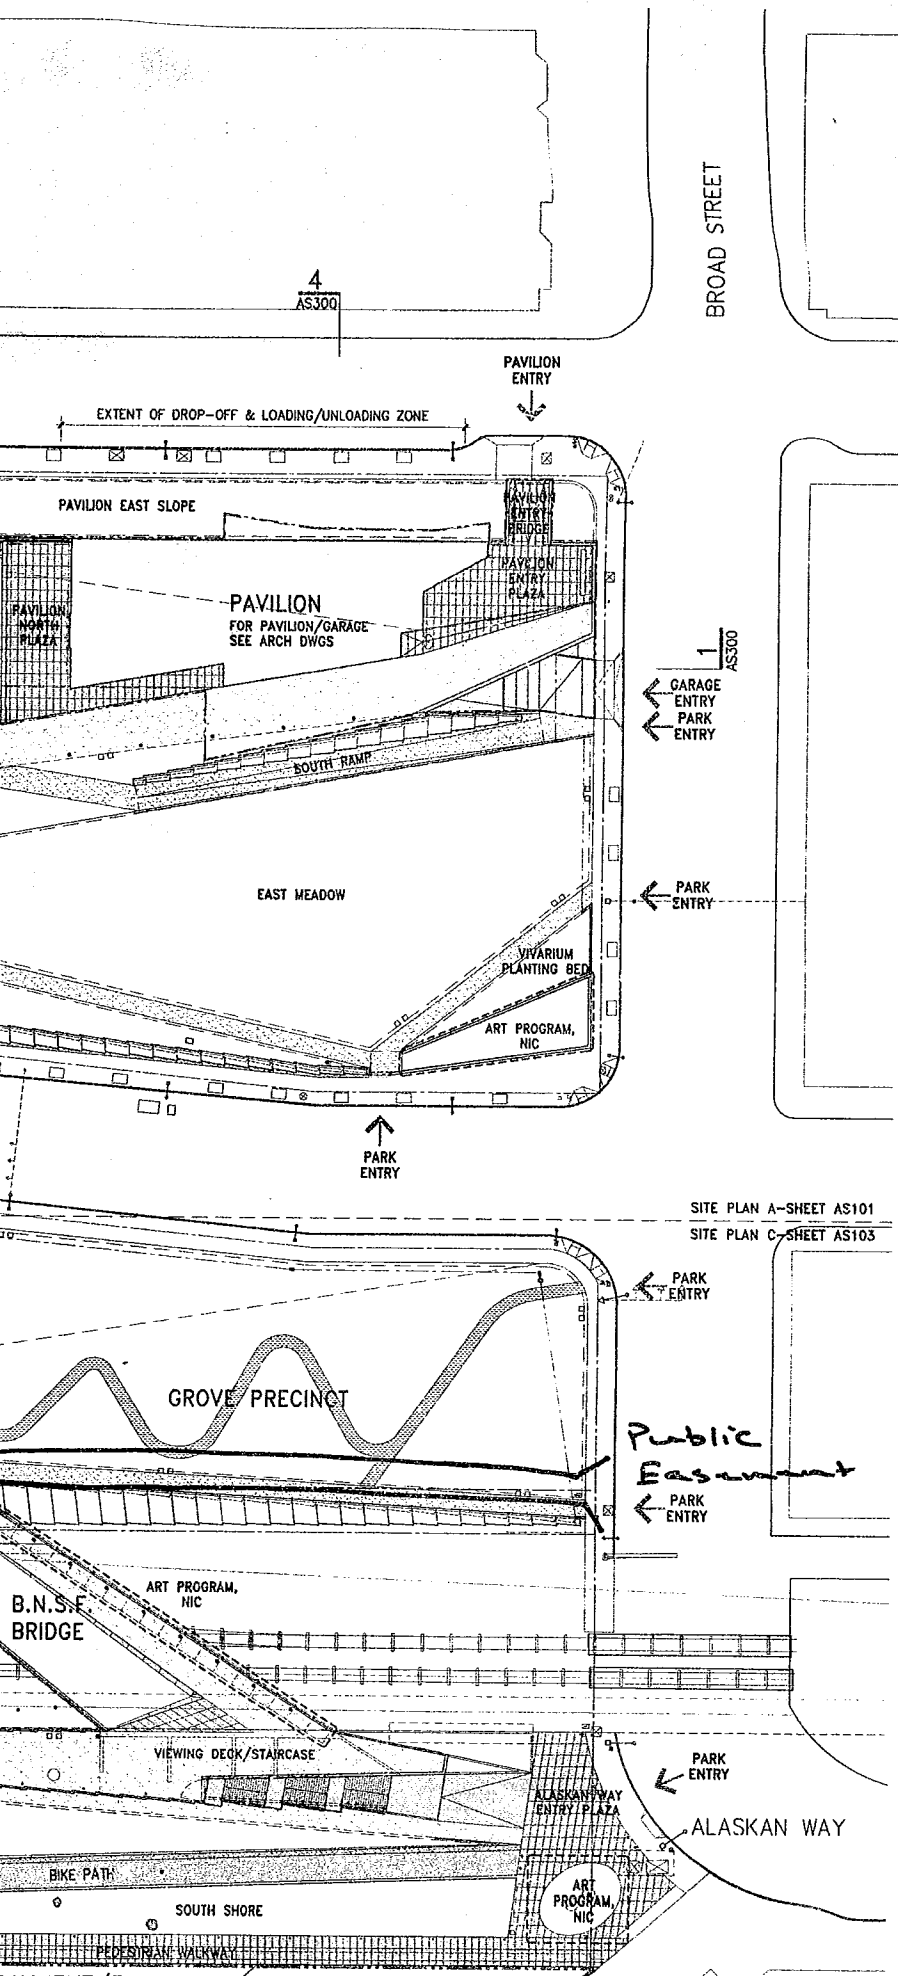 BROAD STREET
4
AS300
PAVILION
ENTRY
EXTENT OF DROP-OFF & LOADING/UNLOADING ZONE
PAVILION EAST SLOPE
PAVILION
ENTRY
BRIDGE
PAVILION
ENTRY
PLAZA
PAVILION
NORTH
PLAZA
PAVILION
FOR PAVILION/GARAGE
SEE ARCH DWGS
1
AS300
GARAGE
ENTRY
PARK
ENTRY
SOUTH RAMP
EAST MEADOW
PARK
ENTRY
VIVARIUM
PLANTING BED
ART PROGRAM,
NIC
PARK
ENTRY
SITE PLAN A-SHEET AS101
SITE PLAN C-SHEET AS103
PARK
ENTRY
GROVE PRECINCT
Public
Easement
PARK
ENTRY
ART PROGRAM,
NIC
B.N.S.F.
BRIDGE
VIEWING DECK/STAIRCASE
PARK
ENTRY
ALASKAN WAY
ENTRY PLAZA
ALASKAN WAY
BIKE PATH
ART
PROGRAM,
NIC
SOUTH SHORE
PEDESTRIAN WALKWAY